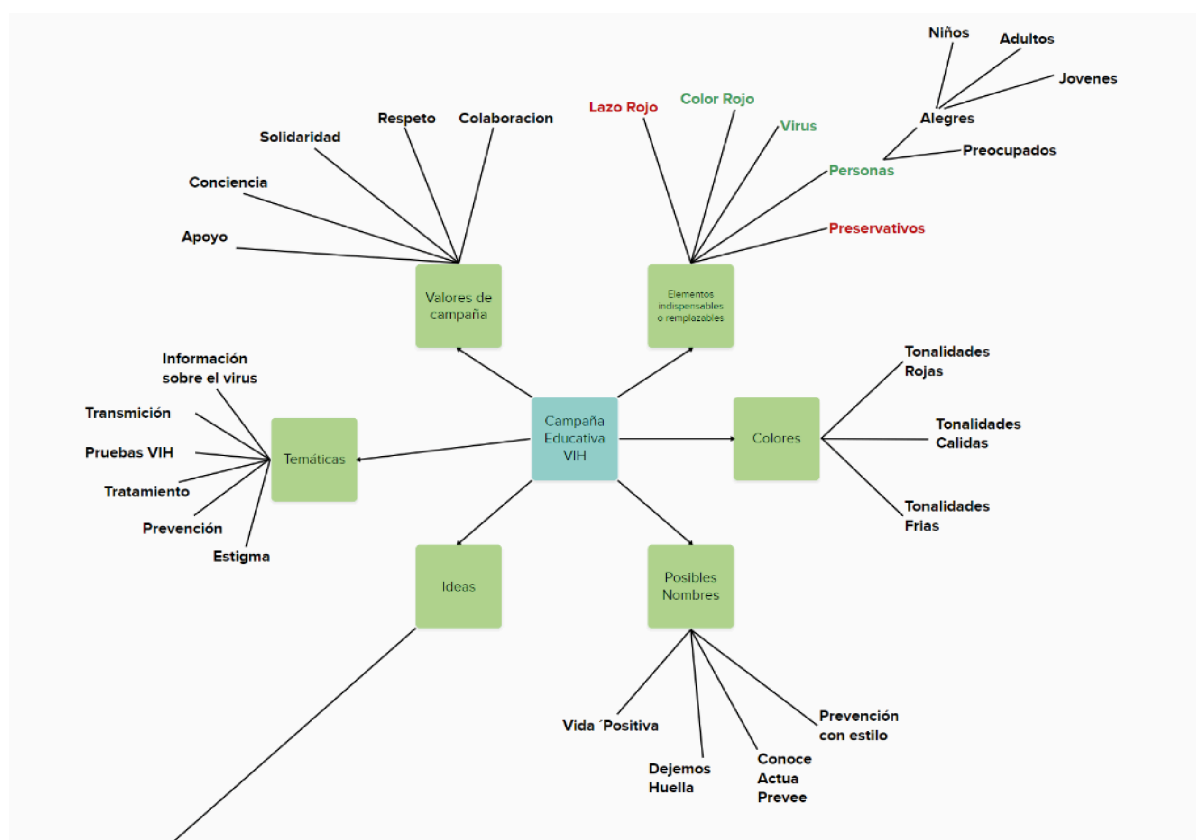 Niños
Adultos
Jovenes
Alegres
Preocupados
Lazo Rojo
Color Rojo
Virus
Personas
Preservativos
Respeto
Colaboracion
Solidaridad
Conciencia
Apoyo
Valores de
campaña
Elementos
indispensables
o remplazables
Información
sobre el virus
Transmición
Pruebas VIH
Tratamiento
Prevención
Estigma
Temáticas
Campaña
Educativa
VIH
Colores
Tonalidades
Rojas
Tonalidades
Calidas
Tonalidades
Frias
Ideas
Posibles
Nombres
Vida ´Positiva
Dejemos
Huella
Conoce
Actua
Prevee
Prevención
con estilo